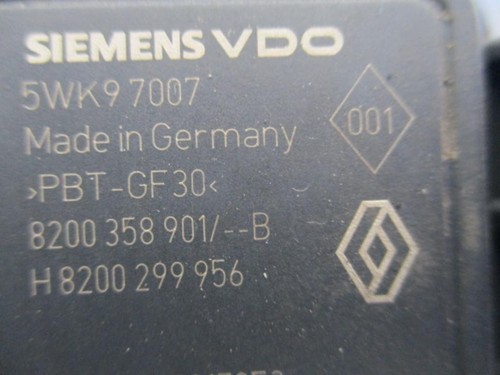 SIEMENS VDO
5WK9 7007
001
Made in Germany
>PBT-GF30<
8200 358 901/--B
H 8200 299 956